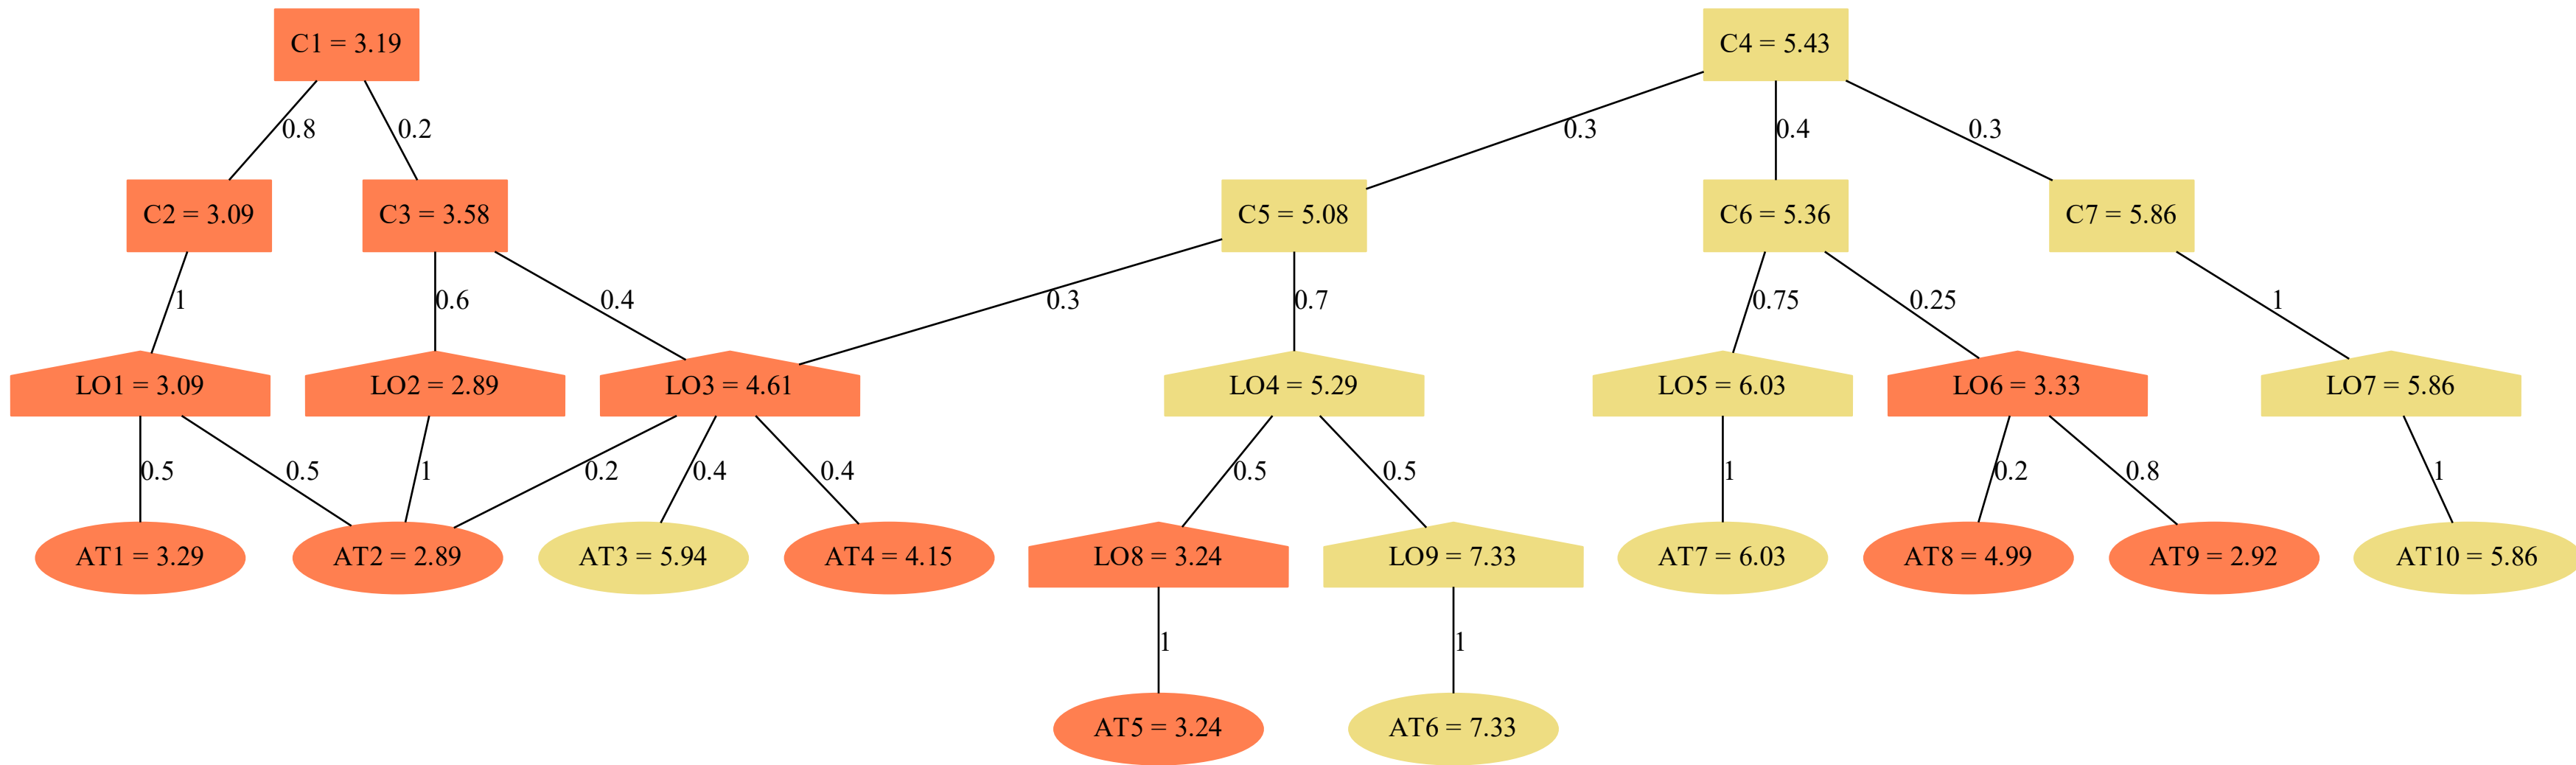 C1 = 3.19
C4 = 5.43
0.8
0.2
0.3
0.4
0.3
C2 = 3.09
C3 = 3.58
C5 = 5.08
C6 = 5.36
C7 = 5.86
1
0.6
0.4
0.3
0.7
0.75
0.25
1
LO1 = 3.09
LO2 = 2.89
LO3 = 4.61
LO4 = 5.29
LO5 = 6.03
LO6 = 3.33
LO7 = 5.86
0.5
0.5
1
0.2
0.4
0.4
0.5
0.5
1
0.2
0.8
1
AT1 = 3.29
AT2 = 2.89
AT3 = 5.94
AT4 = 4.15
LO8 = 3.24
LO9 = 7.33
AT7 = 6.03
AT8 = 4.99
AT9 = 2.92
AT10 = 5.86
1
1
AT5 = 3.24
AT6 = 7.33